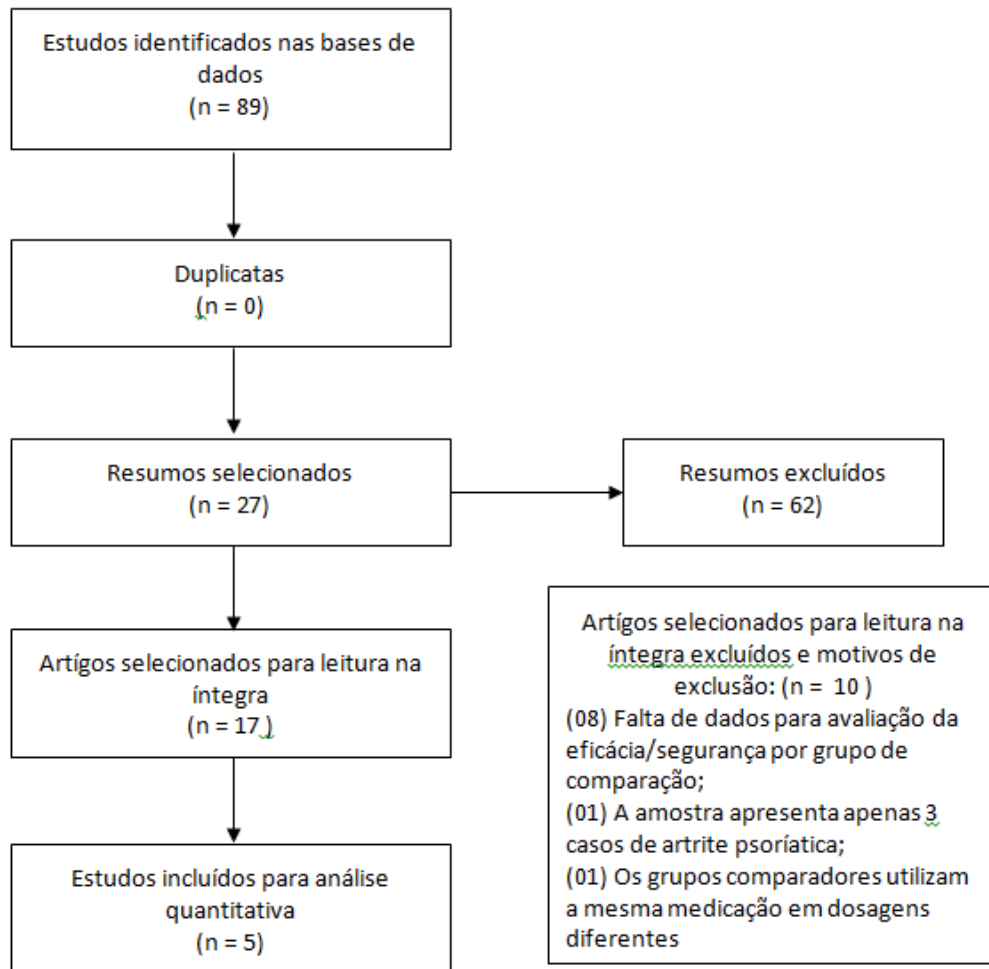 Estudos identificados nas bases de
dados
(n = 89)
Duplicatas
(n = 0)
Resumos selecionados
(n = 27)
Resumos excluídos
(n = 62)
Artígos selecionados para leitura na
íntegra
(n = 17 )
Artígos selecionados para leitura na
íntegra excluídos e motivos de
exclusão: (n = 10 )
(08) Falta de dados para avaliação da
eficácia/segurança por grupo de
comparação;
(01) A amostra apresenta apenas 3
casos de artrite psoríatica;
(01) Os grupos comparadores utilizam
a mesma medicação em dosagens
diferentes
Estudos incluídos para análise
quantitativa
(n = 5)